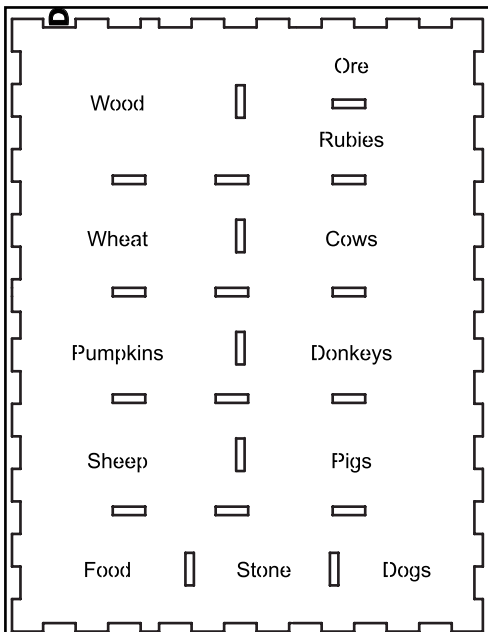 D
Ore
Wood
Rubies
Wheat Cows
Pumpkins Donkeys
Sheep Pigs
Food Stone Dogs